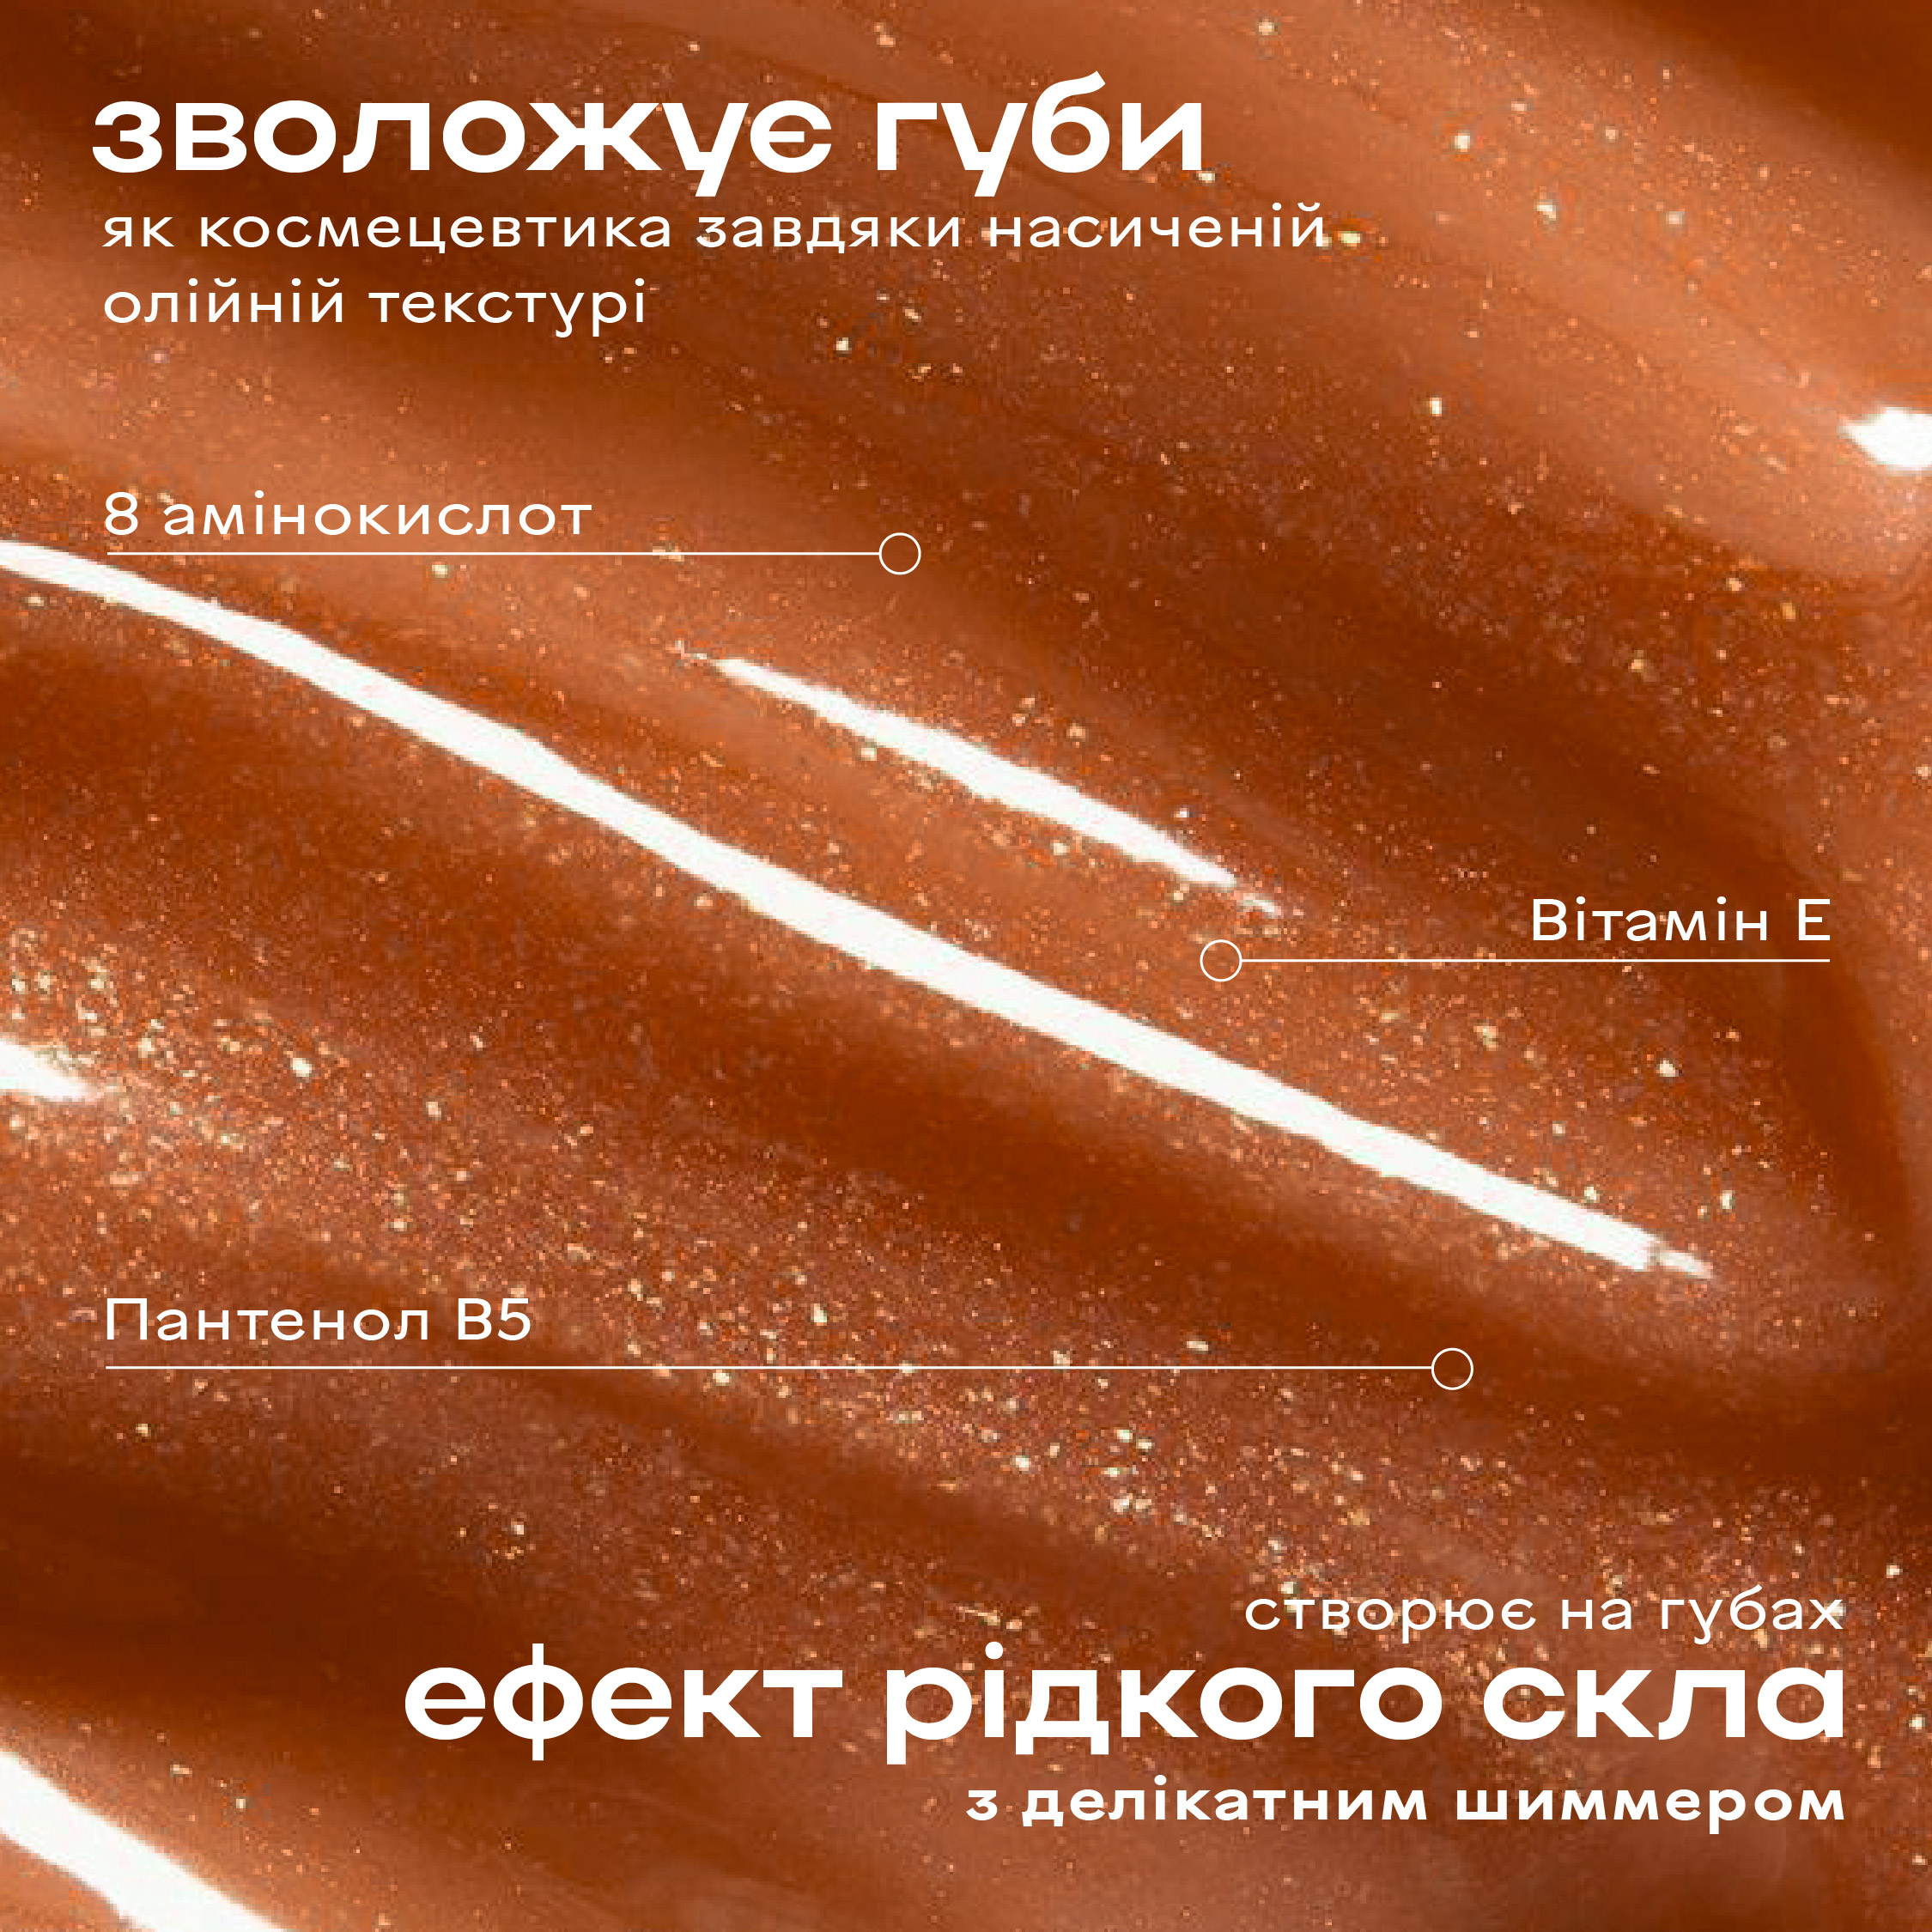 зволожує губи
як космецевтика завдяки насиченій
олійній текстурі
8 амінокислот
Вітамін Е
Пантенол В5
створює на губах
ефект рідкого скла
з делікатним шиммером